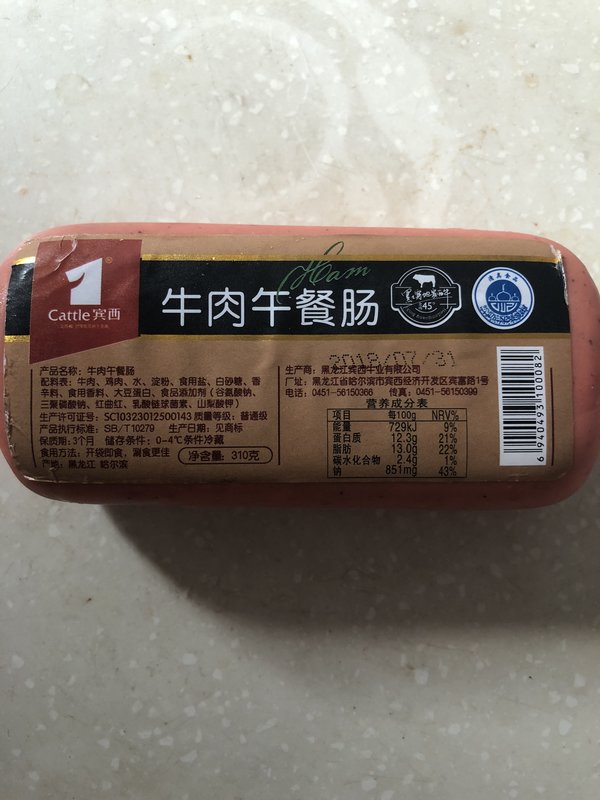 Ham
Cattle 宾西
牛肉午餐肠
45°
清真食品
2018/07/31
产品名称：牛肉午餐肠
配料表：牛肉、鸡肉、水、淀粉、食用盐、白砂糖、香
辛料、食用香料、大豆蛋白、食品添加剂（谷氨酸钠、
三聚磷酸钠、红曲红、乳酸链球菌素、山梨酸钾）
生产许可证号：SC10323012500143 质量等级：普通级
产品执行标准：SB/T10279 生产日期：见商标
保质期：3个月 储存条件：0-4℃条件冷藏
食用方法：开袋即食，涮食更佳
产地：黑龙江 哈尔滨
净含量：310克
生产商：黑龙江宾西牛业有限公司
厂址：黑龙江省哈尔滨市宾西经济开发区宾富路1号
电话：0451-56150366 传真：0451-56150399
营养成分表
项目 每100g NRV%
能量 729kJ 9%
蛋白质 12.3g 21%
脂肪 13.0g 22%
碳水化合物 2.4g 1%
钠 851mg 43%
6 940493 100082